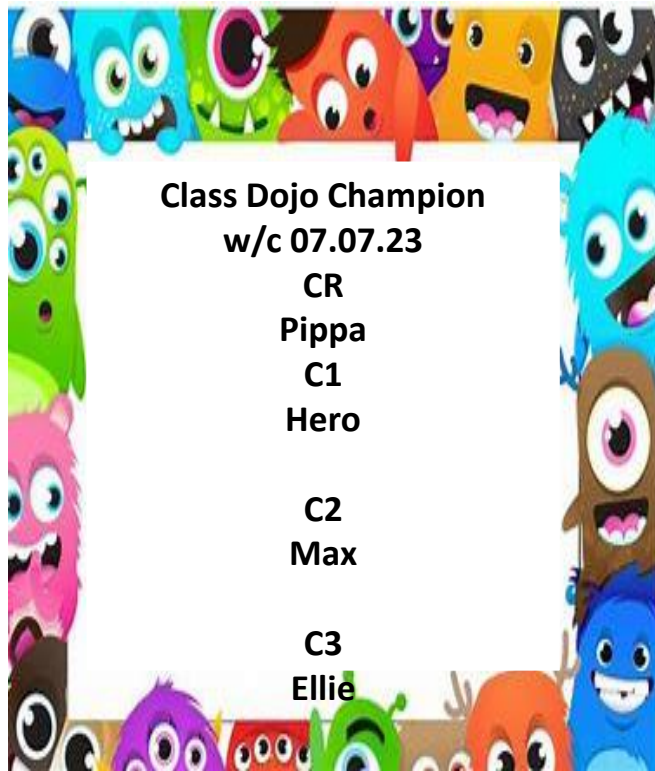 Class Dojo Champion
w/c 07.07.23
CR
Pippa
C1
Hero
C2
Max
C3
Ellie